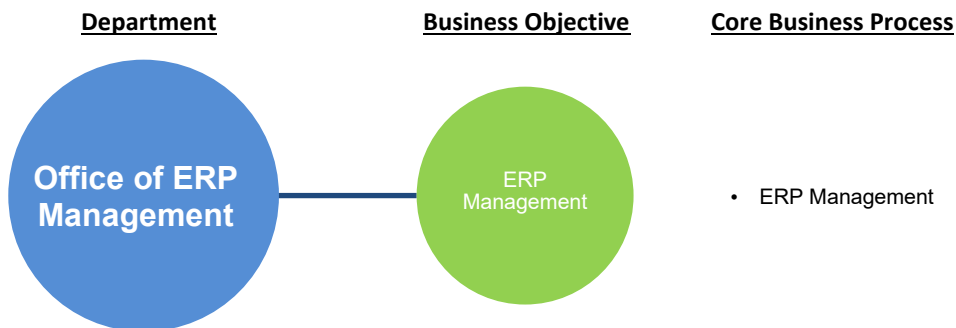 Department
Business Objective
Core Business Process
Office of ERP
Management
ERP
Management
• ERP Management